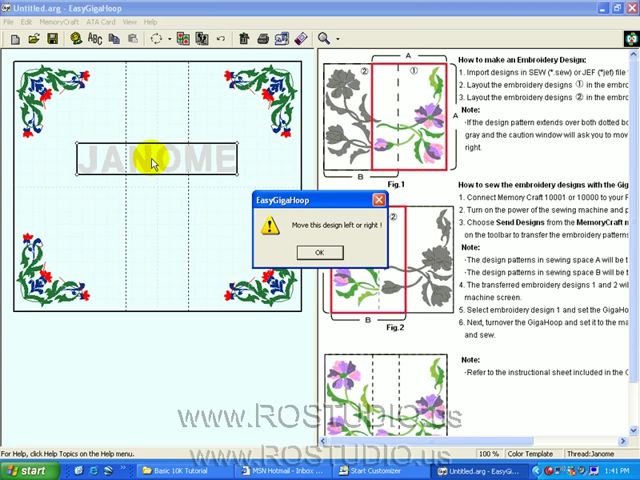 Untitled.arg - EasyGigaHoop
File Edit MemoryCraft ATA Card View Help
ABC
JANOME
A
② ①
A
B
Fig.1
How to make an Embroidery Design:
1. Import designs in SEW (*.sew) or JEF (*jef) file
2. Layout the embroidery designs ① in the embro
3. Layout the embroidery designs ② in the embro
Note:
·If the design pattern extends over both dotted bo
gray and the caution window will ask you to move
right.
EasyGigaHoop
Move this design left or right !
OK
②
B
Fig.2
How to sew the embroidery designs with the Giga
1. Connect Memory Craft 10001 or 10000 to your P
2. Turn on the power of the sewing machine and p
3. Choose Send Designs from the MemoryCraft m
on the toolbar to transfer the embroidery patterns
Note:
·The design patterns in sewing space A will be t
·The design patterns in sewing space B will be t
4. The transferred embroidery designs 1 and 2 wil
machine screen.
5. Select embroidery design 1 and set the GigaHo
6. Next, turnover the GigaHoop and set it to the ma
and sew.
Note:
·Refer to the instructional sheet included in the G
www.ROSTUDIO.us
www.ROSTUDIO.us
For Help, click Help Topics on the Help menu.
100 % Color Template Thread:Janome
start
Basic 10K Tutorial
MSN Hotmail - Inbox ...
Start Customizer
Untitled.arg - EasyGi...
1:41 PM